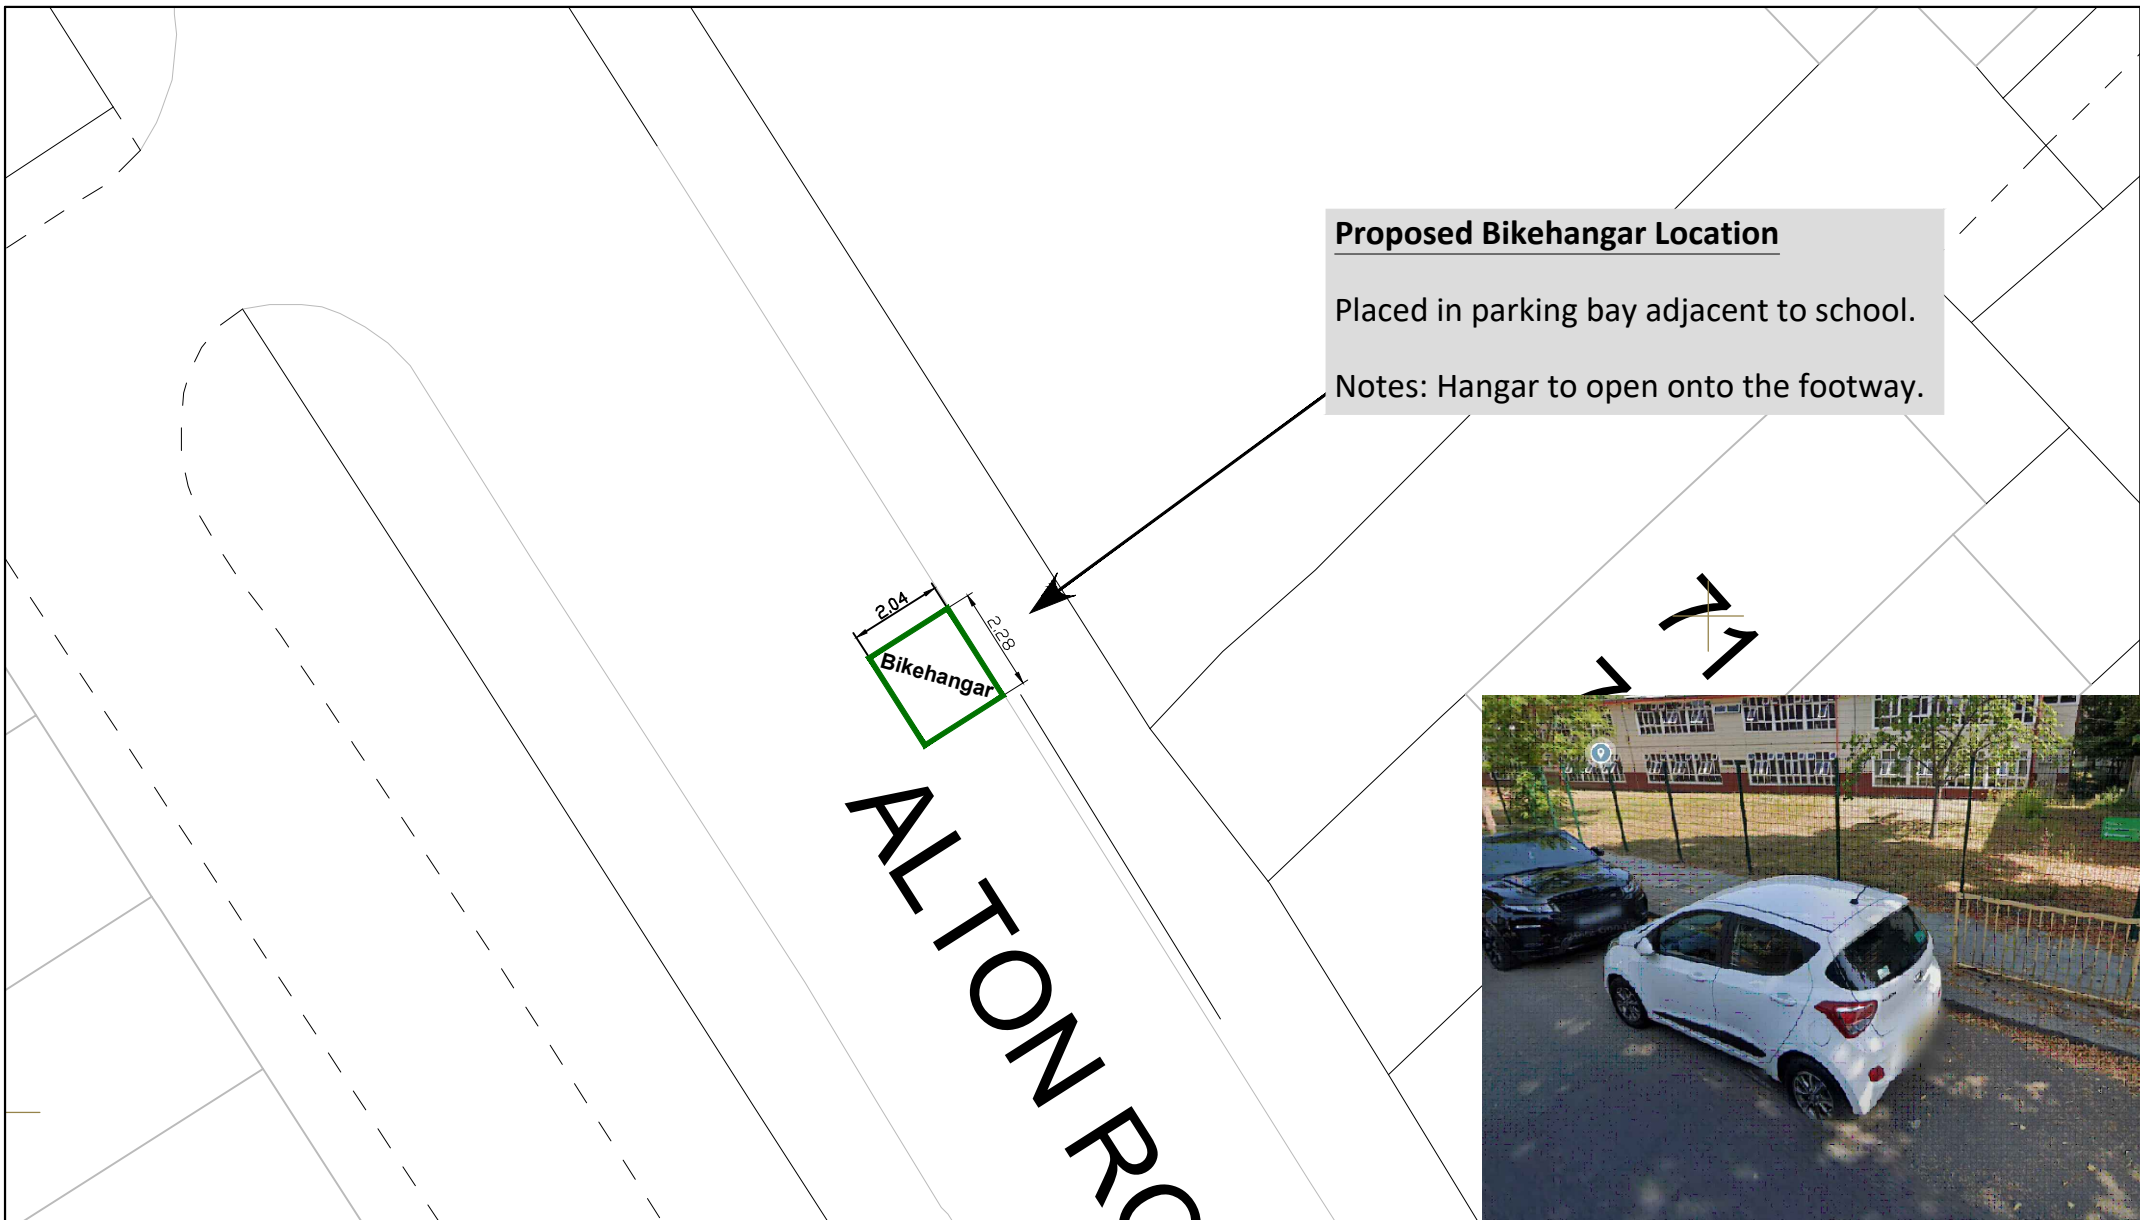 Proposed Bikehangar Location
Placed in parking bay adjacent to school.
Notes: Hangar to open onto the footway.
2.04
2.28
Bikehangar
71
ALTON RO